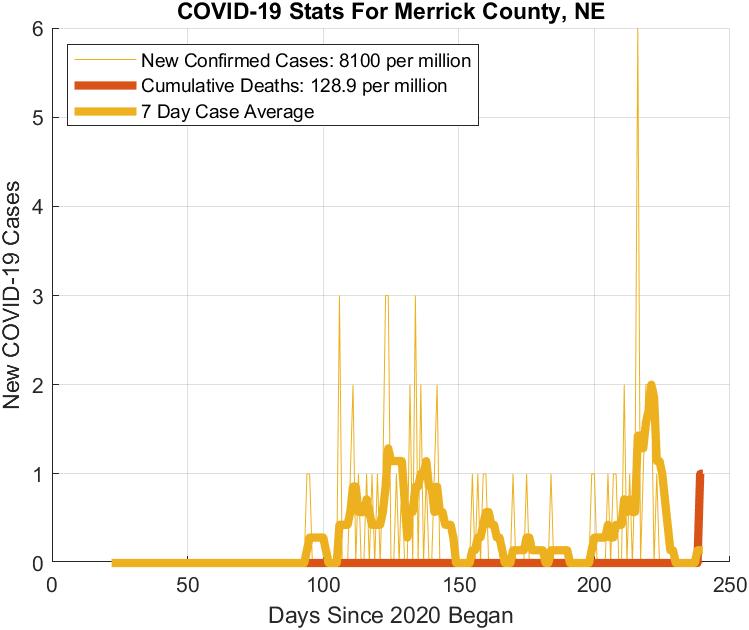 COVID-19 Stats For Merrick County, NE
New Confirmed Cases: 8100 per million
Cumulative Deaths: 128.9 per million
7 Day Case Average
New COVID-19 Cases
6
5
4
3
2
1
0
0 50 100 150 200 250
Days Since 2020 Began